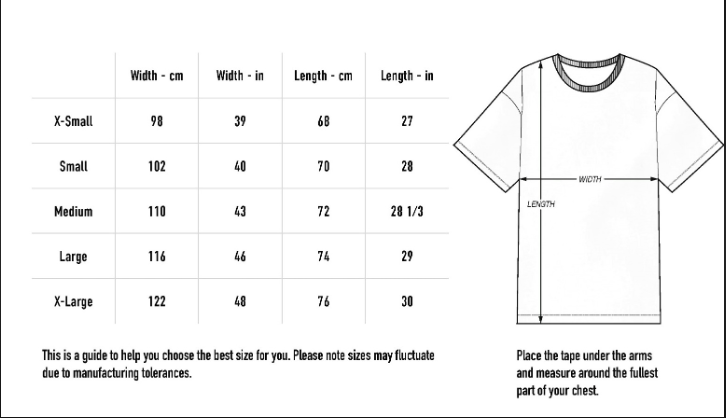 Width - cm Width - in Length - cm Length - in
X-Small 98 39 68 27
Small 102 40 70 28
Medium 110 43 72 28 1/3
Large 116 46 74 29
X-Large 122 48 76 30
WIDTH
LENGTH
This is a guide to help you choose the best size for you. Please note sizes may fluctuate
due to manufacturing tolerances.
Place the tape under the arms
and measure around the fullest
part of your chest.